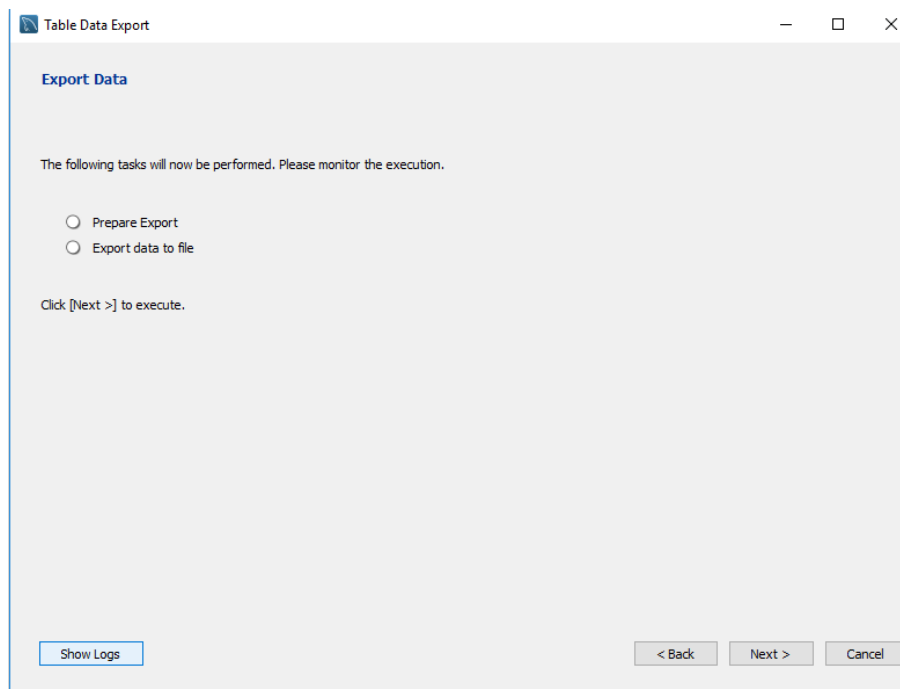 Table Data Export
Export Data
The following tasks will now be performed. Please monitor the execution.
Prepare Export
Export data to file
Click [Next >] to execute.
Show Logs
< Back
Next >
Cancel